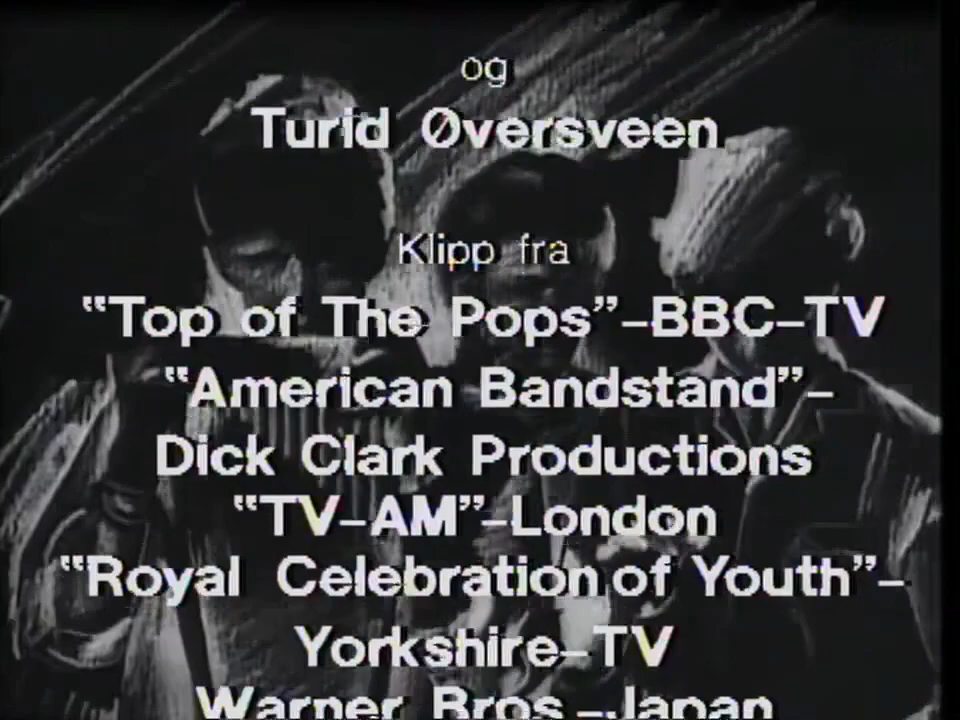 og
Turid Øversveen
Klipp fra
“Top of The Pops”–BBC–TV
“American Bandstand”–
Dick Clark Productions
“TV–AM”–London
“Royal Celebration of Youth”–
Yorkshire–TV
Warner Bros.–Japan